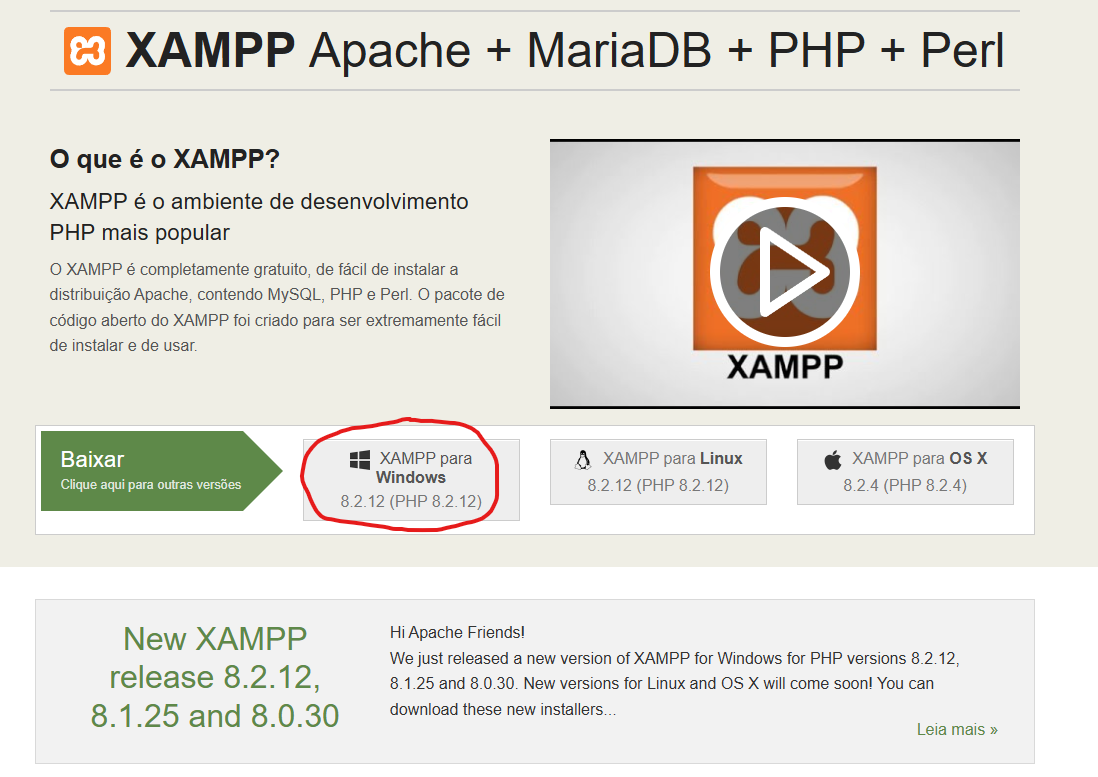 XAMPP Apache + MariaDB + PHP + Perl
O que é o XAMPP?
XAMPP é o ambiente de desenvolvimento
PHP mais popular
O XAMPP é completamente gratuito, de fácil de instalar a
distribuição Apache, contendo MySQL, PHP e Perl. O pacote de
código aberto do XAMPP foi criado para ser extremamente fácil
de instalar e de usar.
XAMPP
Baixar
Clique aqui para outras versões
XAMPP para
Windows
8.2.12 (PHP 8.2.12)
XAMPP para Linux
8.2.12 (PHP 8.2.12)
XAMPP para OS X
8.2.4 (PHP 8.2.4)
New XAMPP
release 8.2.12,
8.1.25 and 8.0.30
Hi Apache Friends!
We just released a new version of XAMPP for Windows for PHP versions 8.2.12,
8.1.25 and 8.0.30. New versions for Linux and OS X will come soon! You can
download these new installers...
Leia mais »